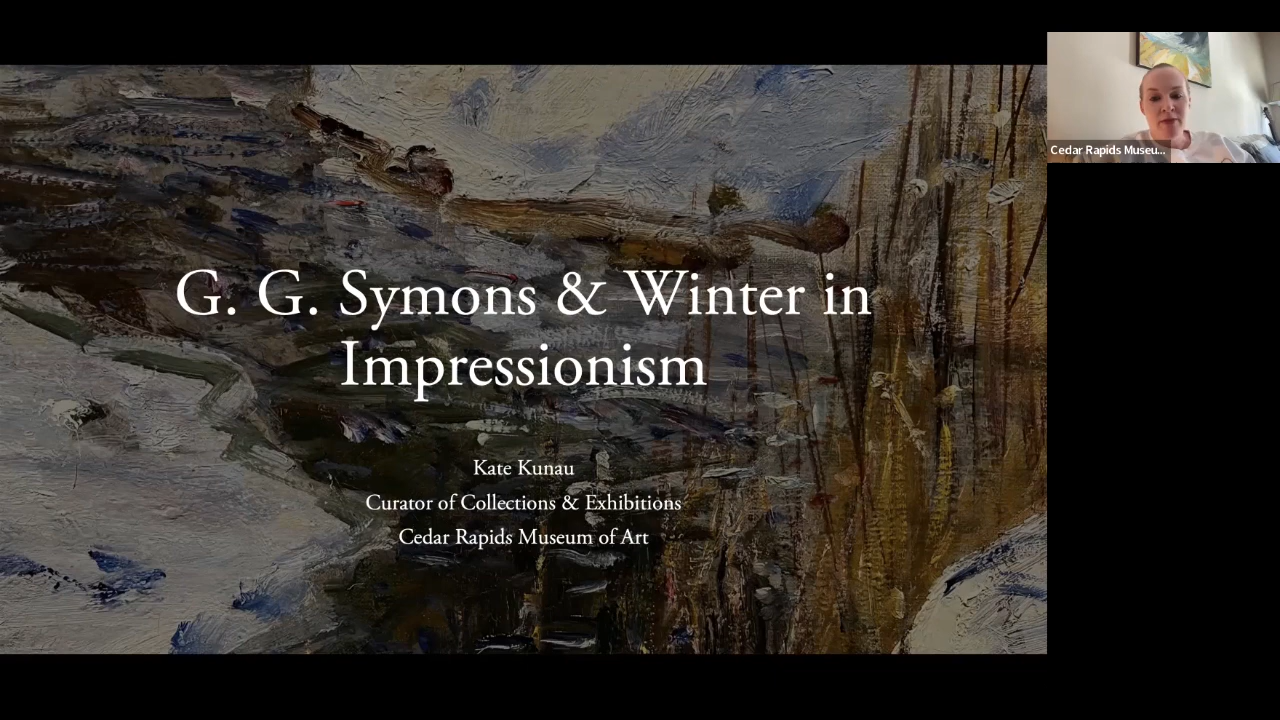 G. G. Symons & Winter in
Impressionism
Kate Kunau
Curator of Collections & Exhibitions
Cedar Rapids Museum of Art
Cedar Rapids Museu...